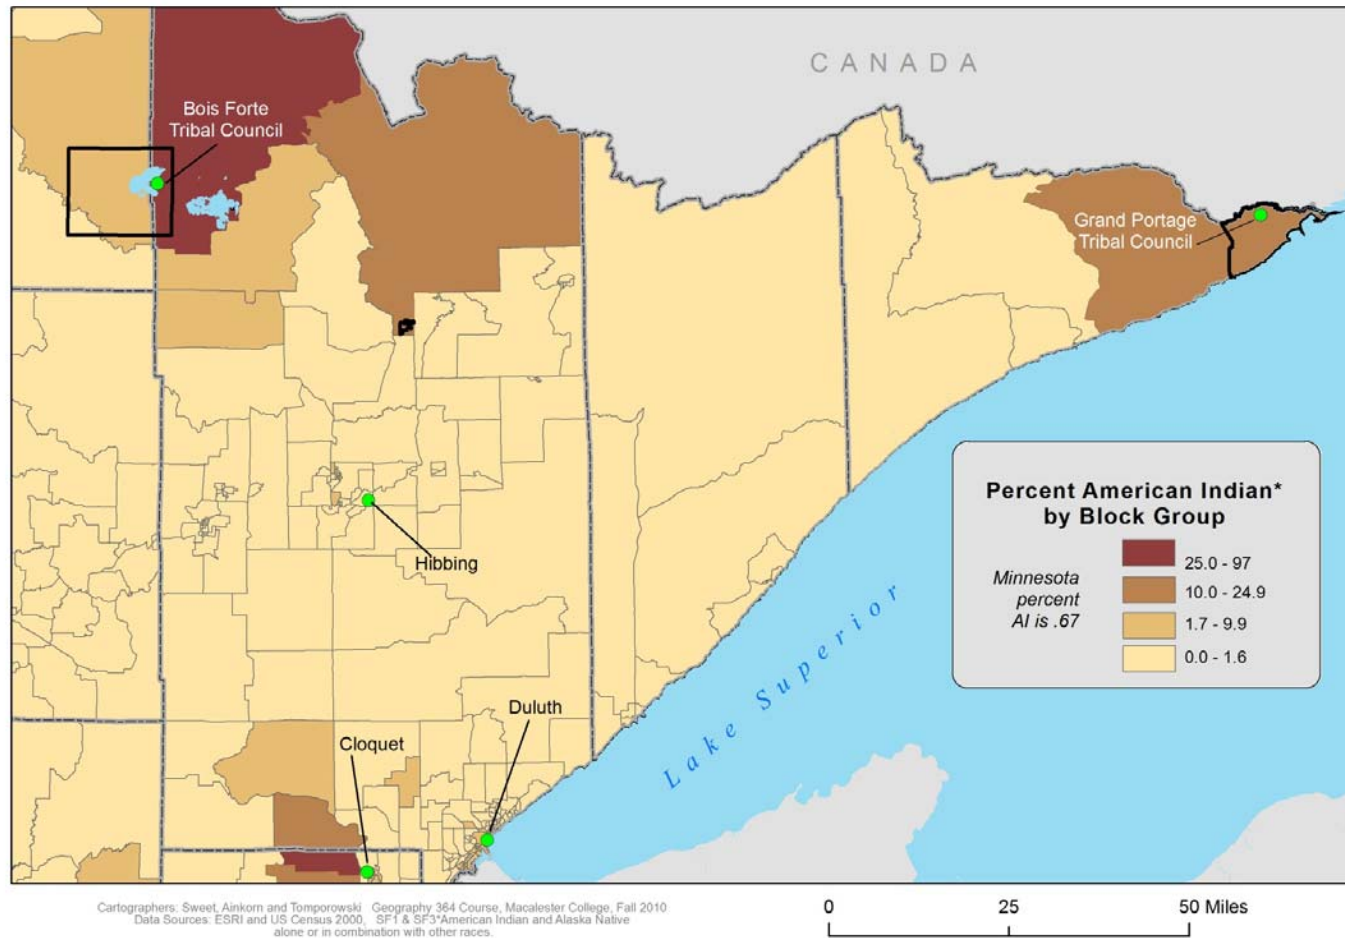 CANADA
Bois Forte
Tribal Council
Grand Portage
Tribal Council
Hibbing
Percent American Indian*
by Block Group
Minnesota
percent
AI is .67
25.0 - 97
10.0 - 24.9
1.7 - 9.9
0.0 - 1.6
Lake Superior
Duluth
Cloquet
Cartographers: Sweet, Ainkorn and Tomporowski Geography 364 Course, Macalester College, Fall 2010
Data Sources: ESRI and US Census 2000, SF1 & SF3*American Indian and Alaska Native
alone or in combination with other races.
0 25 50 Miles